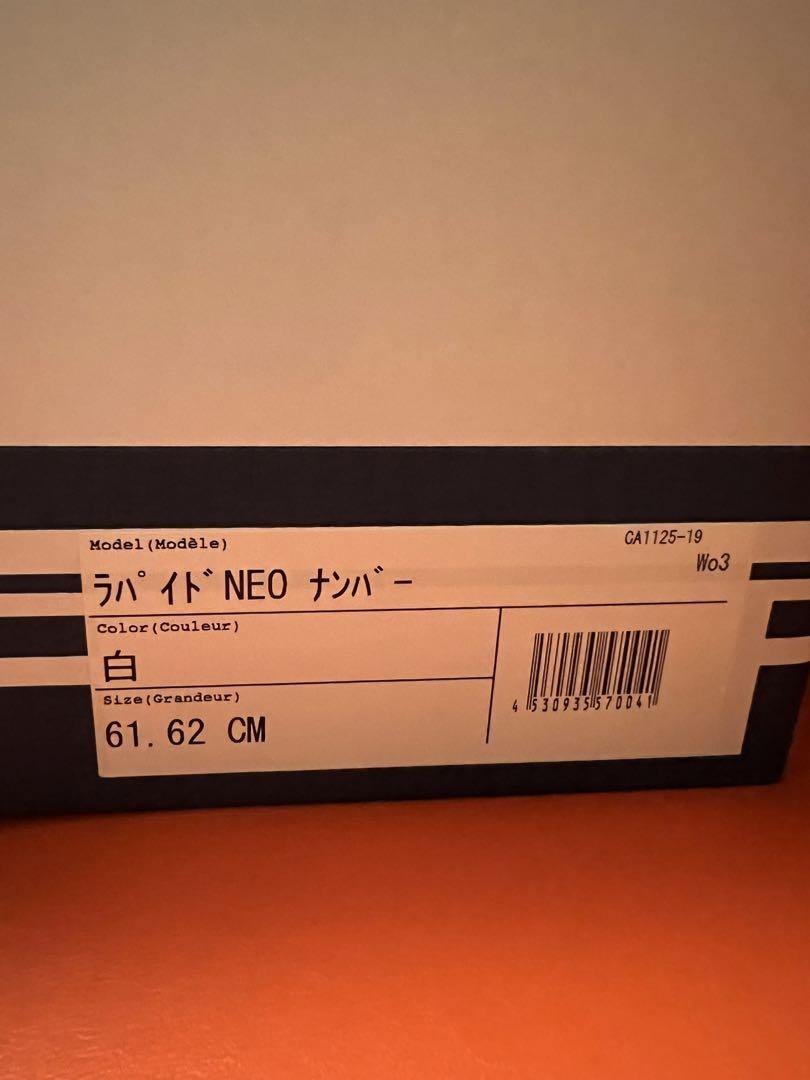 Model(Modèle)
CA1125-19
ﾗﾊﾟｲﾄﾞNEO ﾅﾝﾊﾞｰ
Wo3
Color(Couleur)
白
Size(Grandeur)
61.62 CM
4 530935 570041